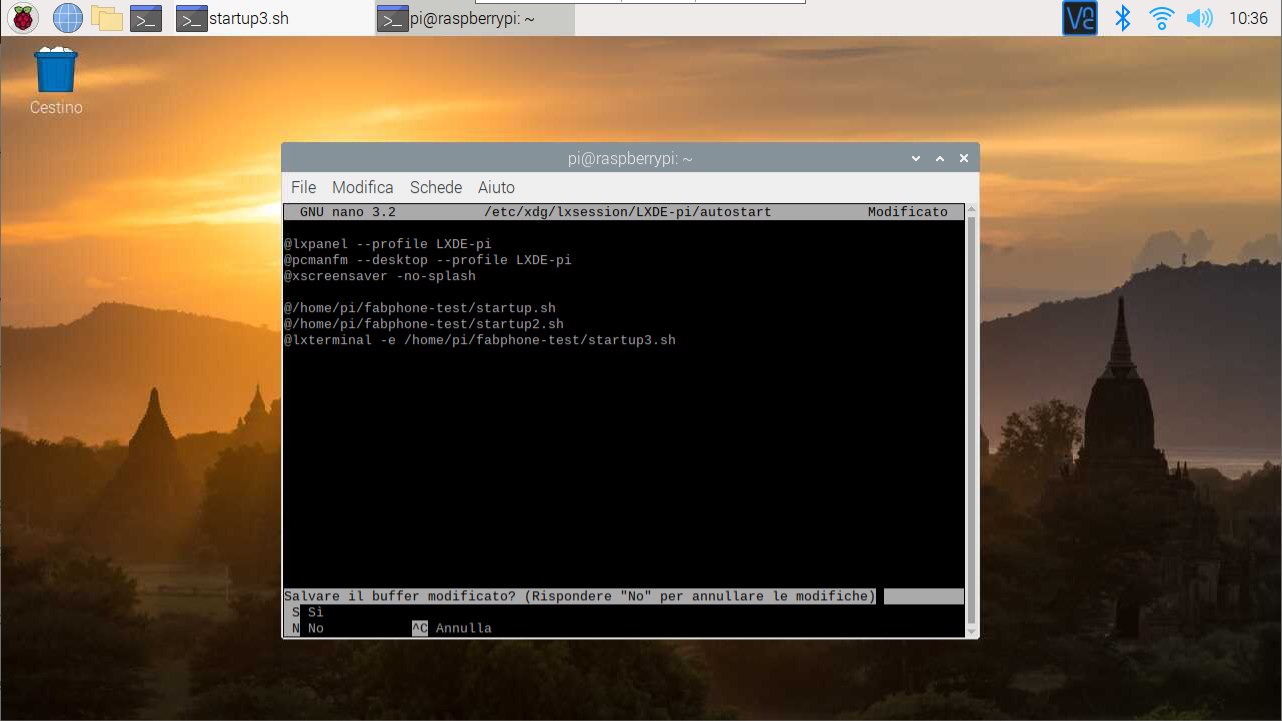 startup3.sh
pi@raspberrypi: ~
10:36
Cestino
pi@raspberrypi: ~
File Modifica Schede Aiuto
GNU nano 3.2 /etc/xdg/lxsession/LXDE-pi/autostart Modificato
@lxpanel --profile LXDE-pi
@pcmanfm --desktop --profile LXDE-pi
@xscreensaver -no-splash
@/home/pi/fabphone-test/startup.sh
@/home/pi/fabphone-test/startup2.sh
@lxterminal -e /home/pi/fabphone-test/startup3.sh
Salvare il buffer modificato? (Rispondere "No" per annullare le modifiche)
S Sì
N No ^C Annulla